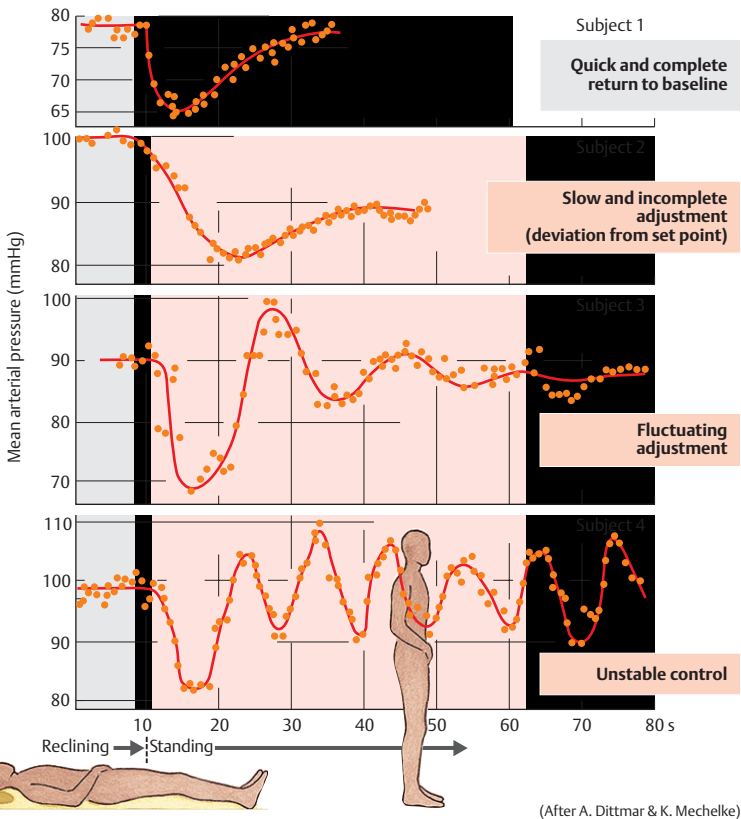 Mean arterial pressure (mmHg)
80
75
70
65
Subject 1
Quick and complete
return to baseline
100
90
80
Subject 2
Slow and incomplete
adjustment
(deviation from set point)
100
90
80
70
Subject 3
Fluctuating
adjustment
110
100
90
80
Subject 4
Unstable control
10 20 30 40 50 60 70 80 s
Reclining Standing
(After A. Dittmar & K. Mechelke)